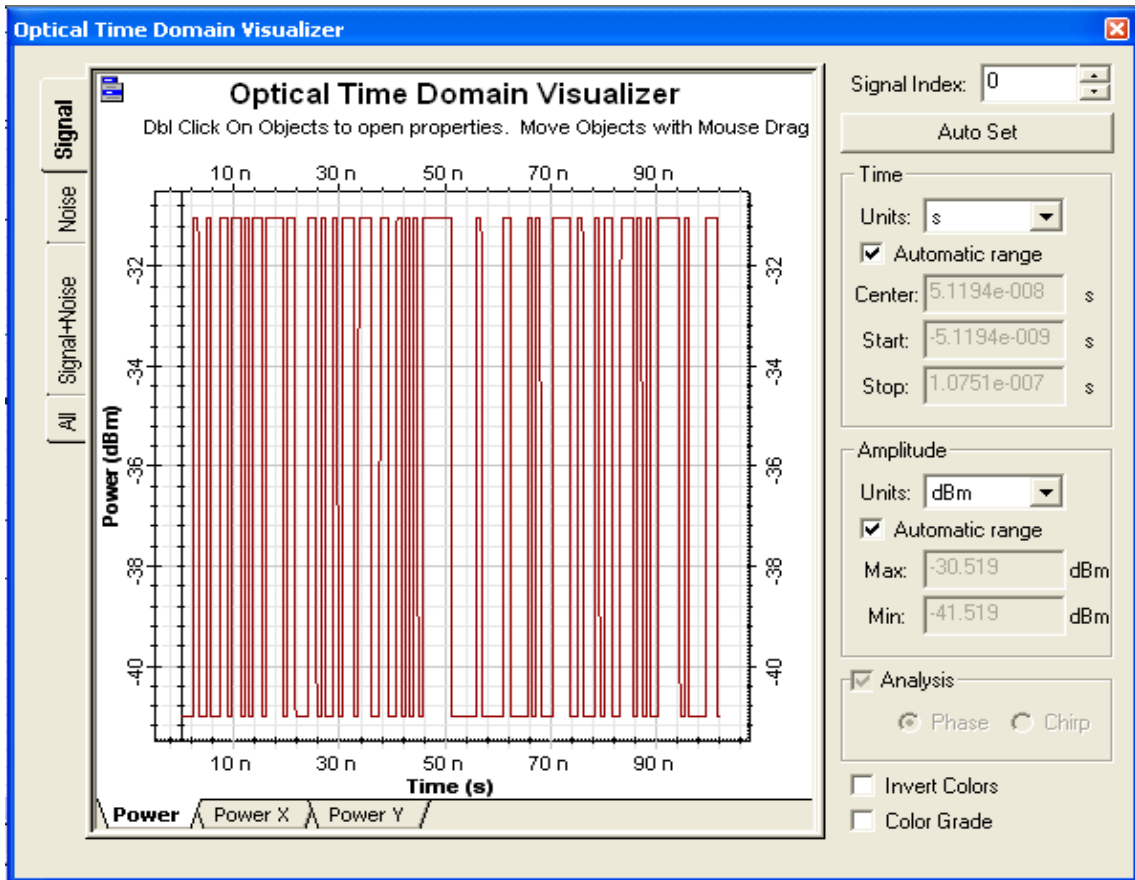 Optical Time Domain Visualizer
Signal
Noise
Signal+Noise
All
Optical Time Domain Visualizer
Dbl Click On Objects to open properties. Move Objects with Mouse Drag
10 n 30 n 50 n 70 n 90 n
Power (dBm)
-32
-34
-36
-38
-40
-32
-34
-36
-38
-40
10 n 30 n 50 n 70 n 90 n
Time (s)
Power Power X Power Y
Signal Index: 0
Auto Set
Time
Units: s
Automatic range
Center: 5.1194e-008 s
Start: -5.1194e-009 s
Stop: 1.0751e-007 s
Amplitude
Units: dBm
Automatic range
Max: -30.519 dBm
Min: -41.519 dBm
Analysis
Phase Chirp
Invert Colors
Color Grade